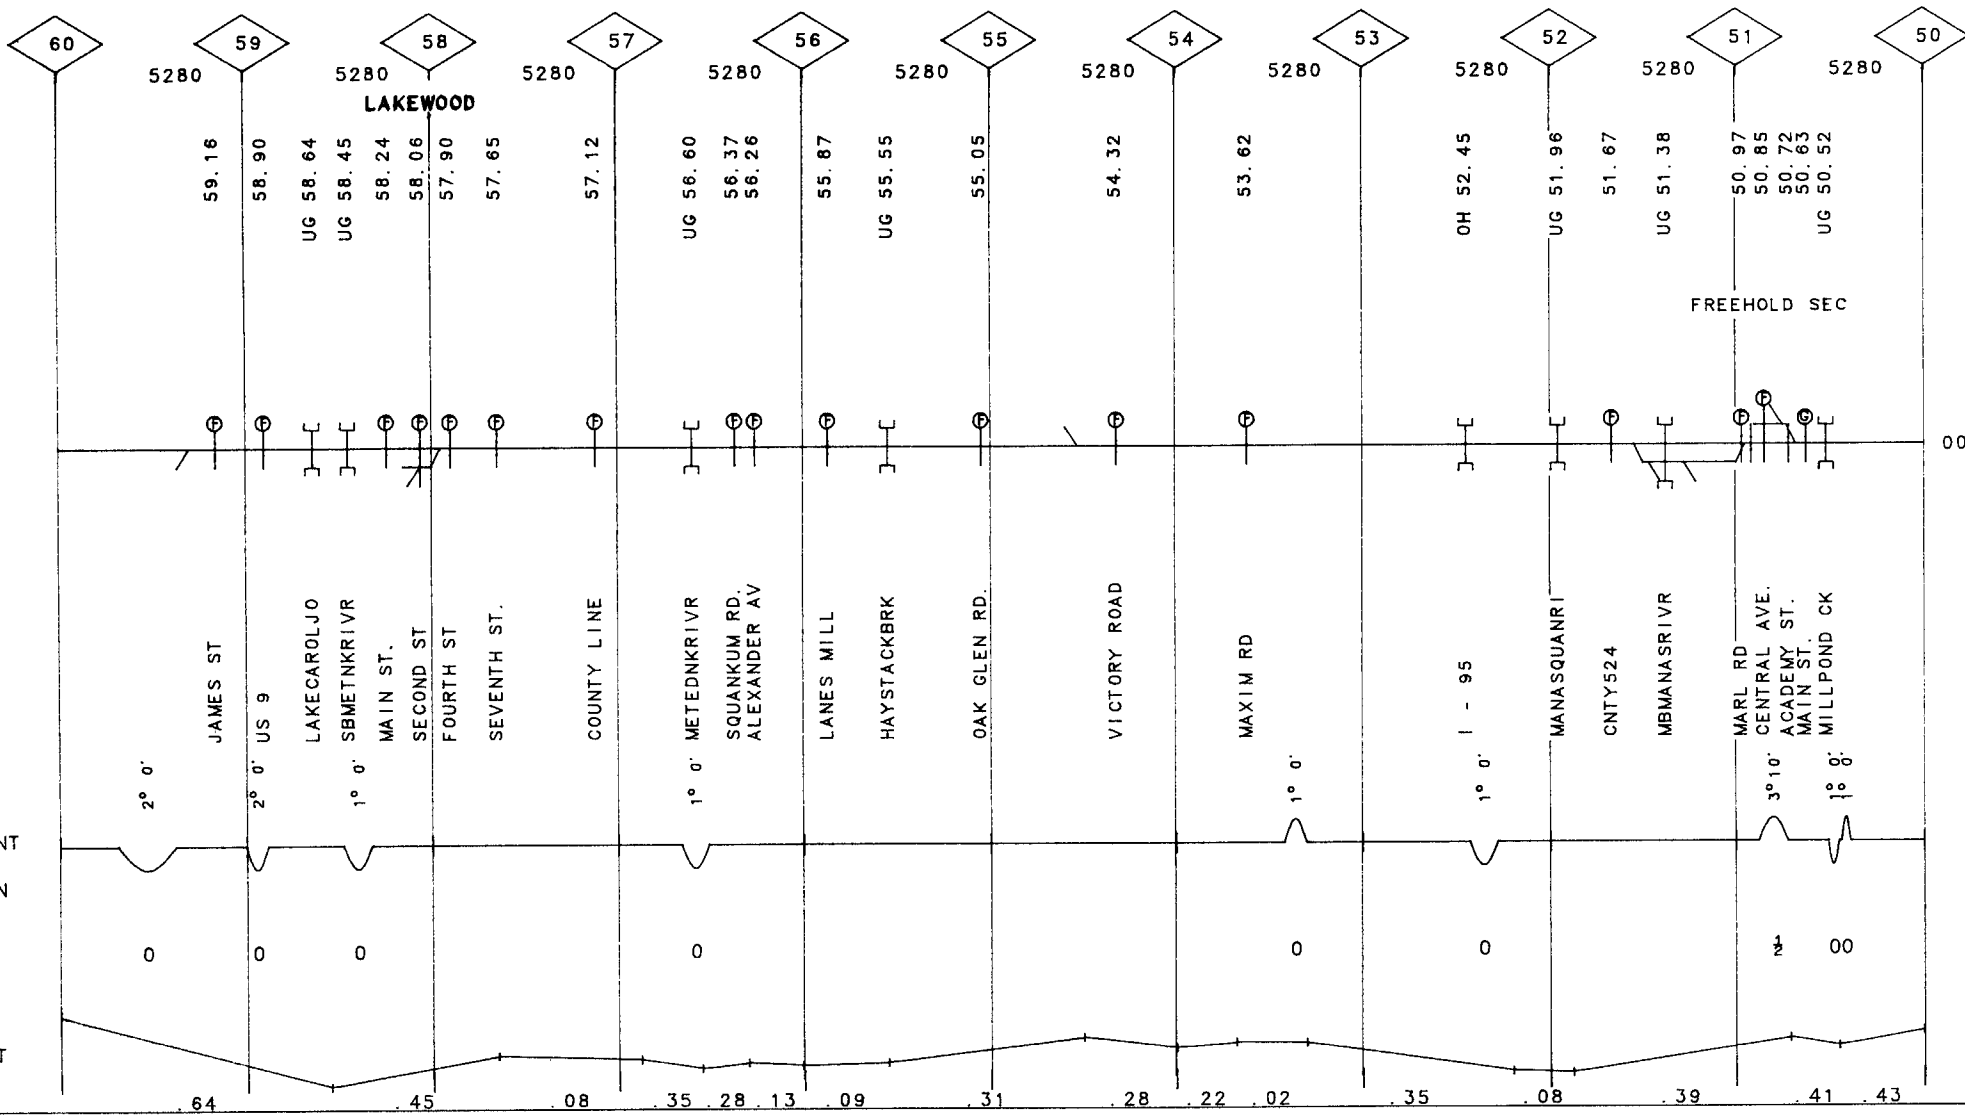 60 59 58 57 56 55 54 53 52 51 50
5280 5280 5280 5280 5280 5280 5280 5280 5280 5280
LAKEWOOD
59.16
58.90
UG 58.64
UG 58.45
58.24
58.06
57.90
57.65
57.12
UG 56.60
56.37
56.26
55.87
UG 55.55
55.05
54.32
53.62
OH 52.45
UG 51.96
51.67
UG 51.38
50.97
50.85
50.72
50.63
UG 50.52
FREEHOLD SEC
F F F F F F F F F F F F F F F F F G
00
JAMES ST
US 9
LAKECAROLJO
SBMETNKRIVR
MAIN ST.
SECOND ST
FOURTH ST
SEVENTH ST.
COUNTY LINE
METEDNKRIVR
SQUANKUM RD.
ALEXANDER AV
LANES MILL
HAYSTACKBRK
OAK GLEN RD.
VICTORY ROAD
MAXIM RD
I - 95
MANASQUANRI
CNTY524
MBMANASRIVR
MARL RD
CENTRAL AVE.
ACADEMY ST.
MAIN ST.
MILLPOND CK
2° 0' 2° 0' 1° 0' 1° 0' 1° 0' 1° 0' 3°10' 1° 0' 1° 0'
NT
N
0 0 0 0 0 0 ½ 00
T
.64 .45 .08 .35 .28 .13 .09 .31 .28 .22 .02 .35 .08 .39 .41 .43